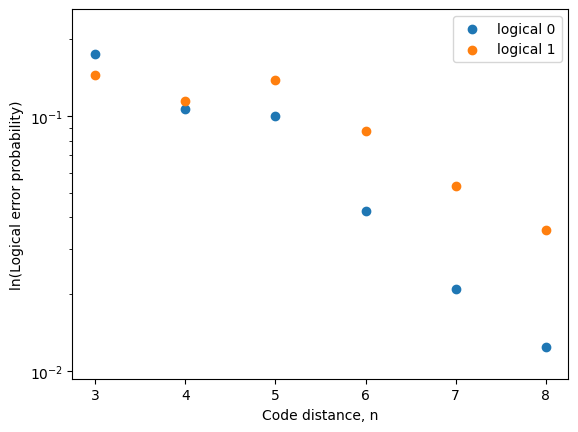 logical 0
logical 1
10⁻¹
10⁻²
ln(Logical error probability)
3 4 5 6 7 8
Code distance, n